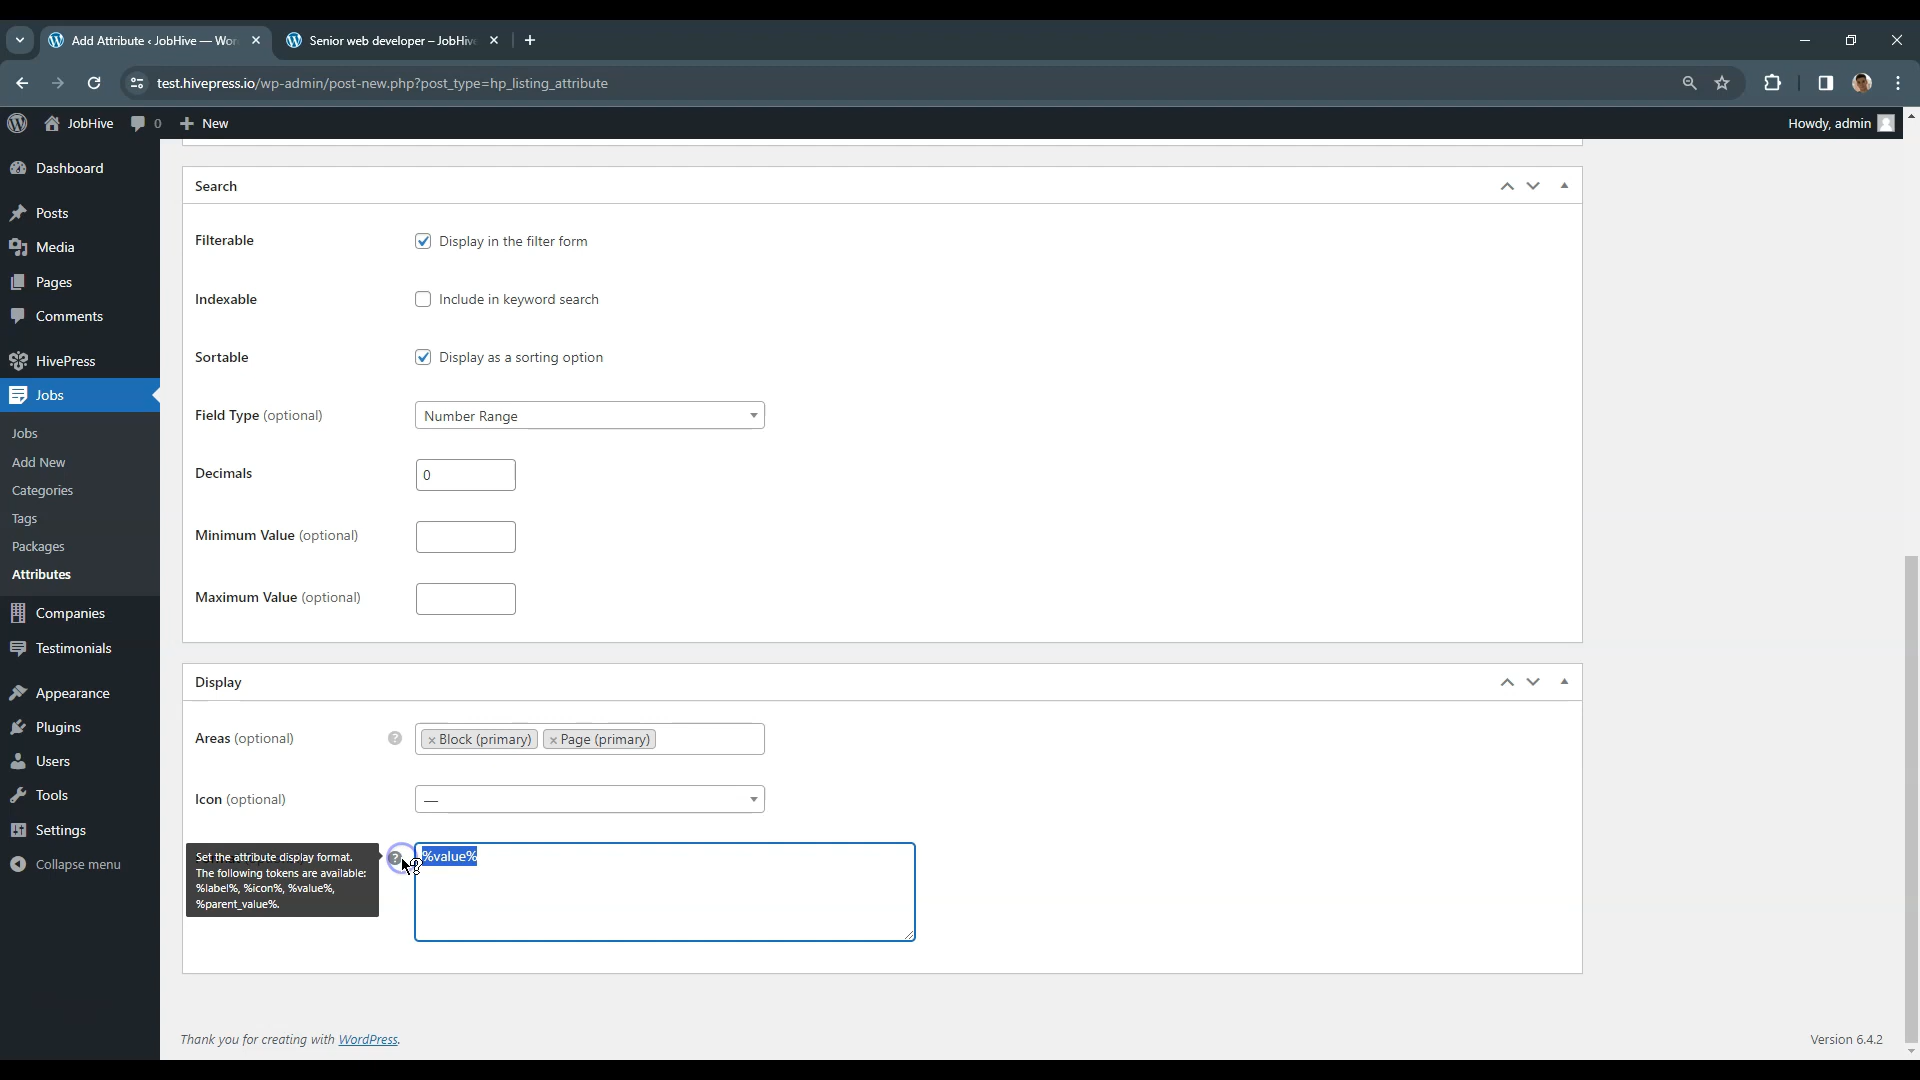 Add Attribute ‹ JobHive — Wor
Senior web developer – JobHiv
test.hivepress.io/wp-admin/post-new.php?post_type=hp_listing_attribute
JobHive
0
New
Howdy, admin
Dashboard
Posts
Media
Pages
Comments
HivePress
Jobs
Jobs
Add New
Categories
Tags
Packages
Attributes
Companies
Testimonials
Appearance
Plugins
Users
Tools
Settings
Collapse menu
Search
Filterable
Display in the filter form
Indexable
Include in keyword search
Sortable
Display as a sorting option
Field Type (optional)
Number Range
Decimals
0
Minimum Value (optional)
Maximum Value (optional)
Display
Areas (optional)
?
× Block (primary)
× Page (primary)
Icon (optional)
—
Set the attribute display format.
The following tokens are available:
%label%, %icon%, %value%,
%parent_value%.
?
%value%
Thank you for creating with WordPress.
Version 6.4.2